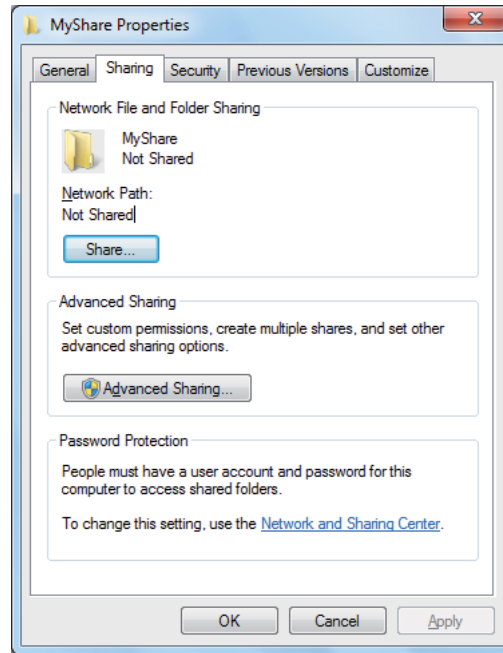 MyShare Properties
General Sharing Security Previous Versions Customize
Network File and Folder Sharing
MyShare
Not Shared
Network Path:
Not Shared
Share...
Advanced Sharing
Set custom permissions, create multiple shares, and set other
advanced sharing options.
Advanced Sharing...
Password Protection
People must have a user account and password for this
computer to access shared folders.
To change this setting, use the Network and Sharing Center.
OK Cancel Apply